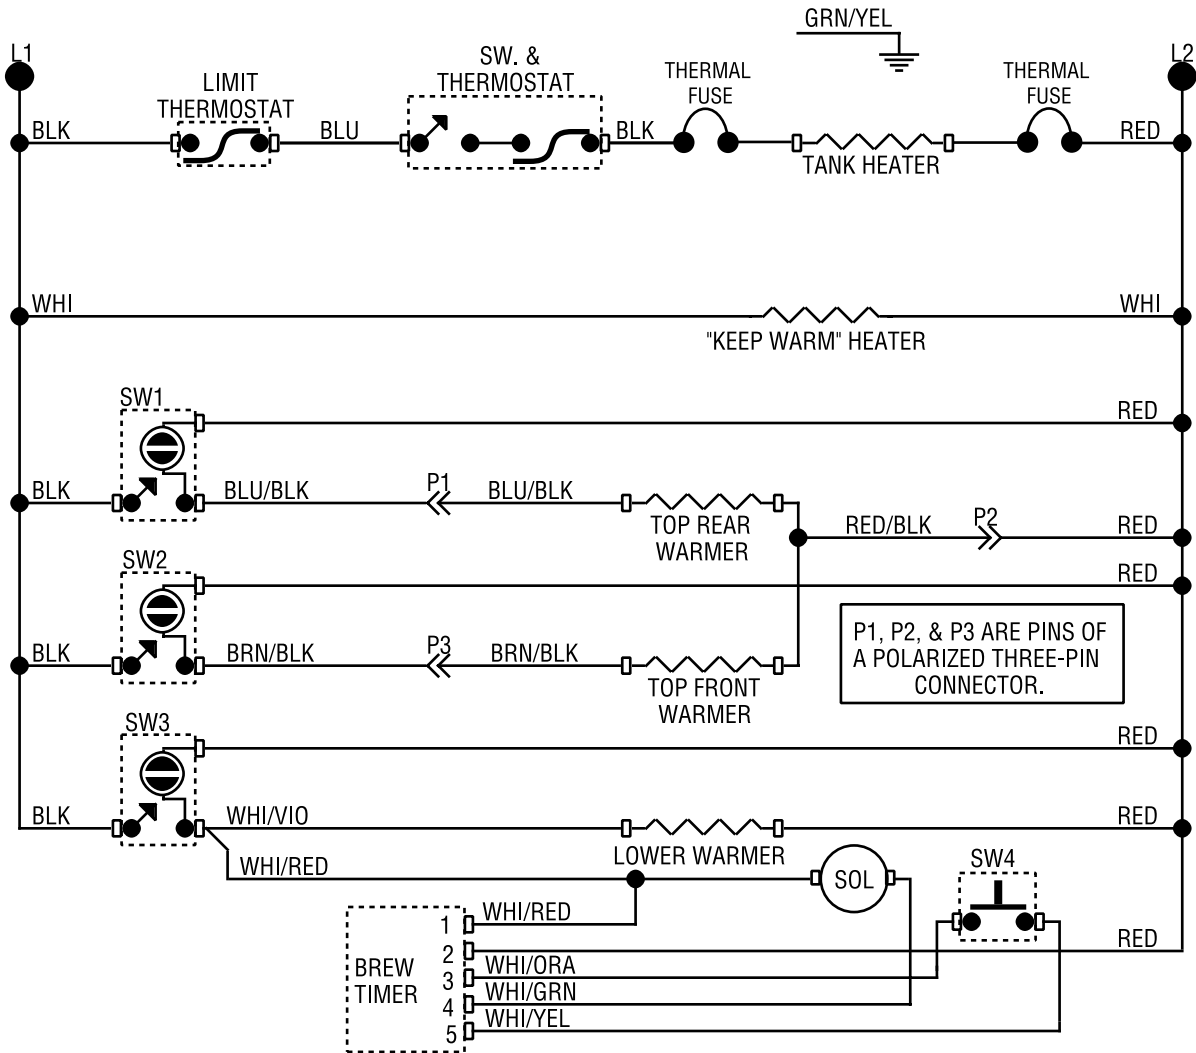 GRN/YEL
L1
SW. &
L2
LIMIT
THERMOSTAT
THERMOSTAT
THERMAL
FUSE
THERMAL
FUSE
BLK
BLU
BLK
RED
TANK HEATER
WHI
WHI
"KEEP WARM" HEATER
SW1
RED
BLK
BLU/BLK
P1
BLU/BLK
TOP REAR
WARMER
RED/BLK
P2
RED
SW2
RED
BLK
BRN/BLK
P3
BRN/BLK
TOP FRONT
WARMER
P1, P2, & P3 ARE PINS OF
A POLARIZED THREE-PIN
CONNECTOR.
SW3
RED
BLK
WHI/VIO
RED
LOWER WARMER
WHI/RED
SOL
SW4
1 WHI/RED
2
RED
3 WHI/ORA
BREW
TIMER
4 WHI/GRN
5 WHI/YEL